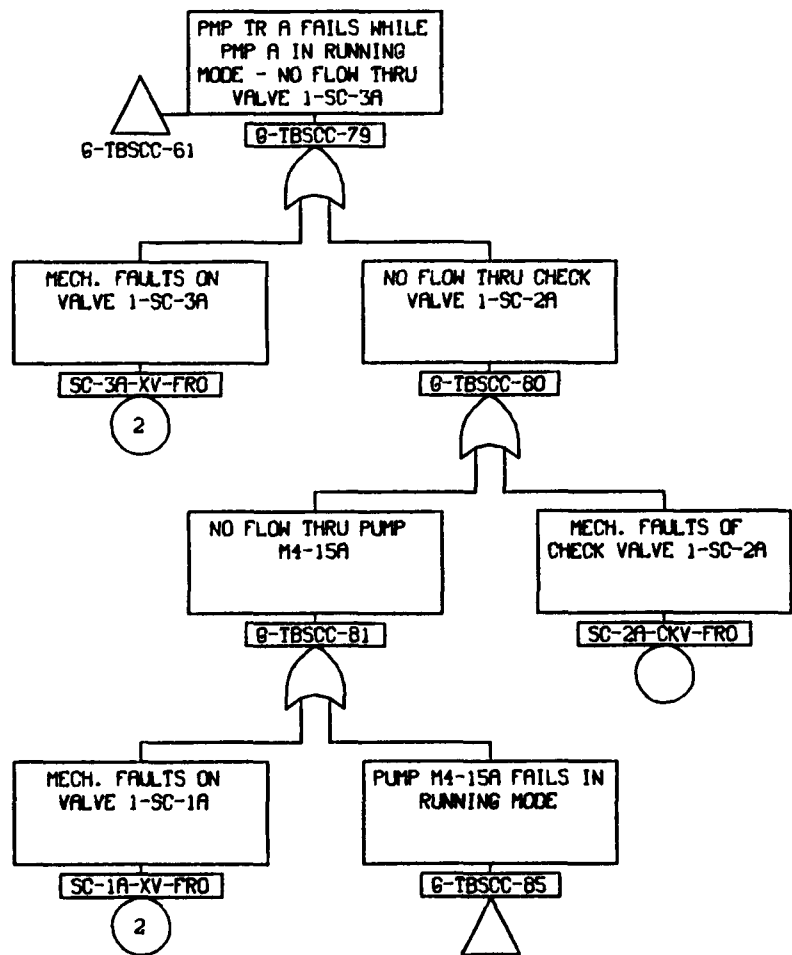 PMP TR A FAILS WHILE
PMP A IN RUNNING
MODE - NO FLOW THRU
VALVE 1-SC-3A
G-TBSCC-61
G-TBSCC-79
MECH. FAULTS ON
VALVE 1-SC-3A
NO FLOW THRU CHECK
VALVE 1-SC-2A
SC-3A-XV-FRO
G-TBSCC-80
2
NO FLOW THRU PUMP
M4-15A
MECH. FAULTS OF
CHECK VALVE 1-SC-2A
G-TBSCC-81
SC-2A-CKV-FRO
MECH. FAULTS ON
VALVE 1-SC-1A
PUMP M4-15A FAILS IN
RUNNING MODE
SC-1A-XV-FRO
G-TBSCC-85
2